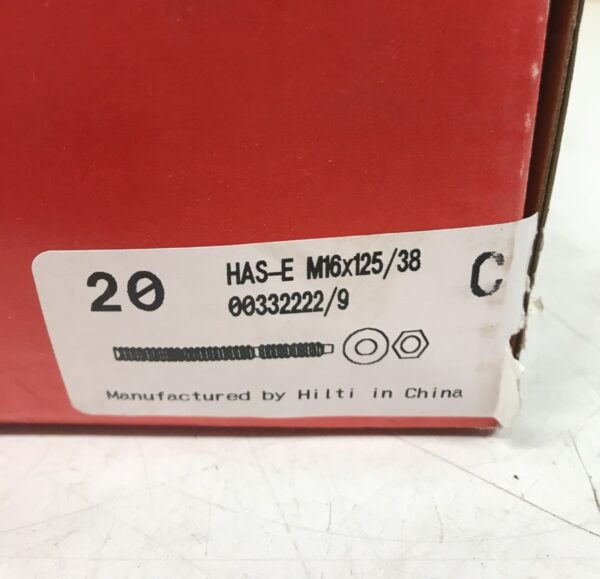 20
HAS-E M16x125/38
00332222/9
C
Manufactured by Hilti in China